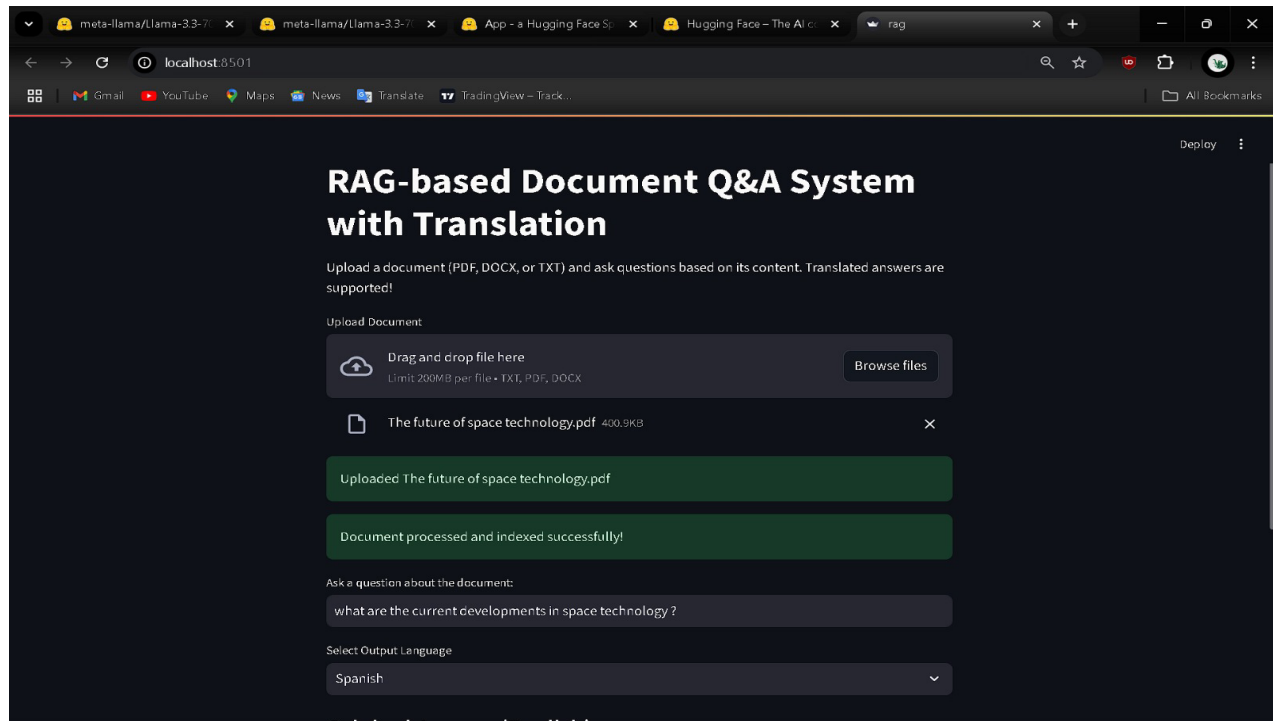 meta-llama/Llama-3.3-70
meta-llama/Llama-3.3-70
App - a Hugging Face Sp
Hugging Face – The AI co
rag
localhost:8501
Gmail
YouTube
Maps
News
Translate
TradingView – Track...
All Bookmarks
Deploy
RAG-based Document Q&A System
with Translation
Upload a document (PDF, DOCX, or TXT) and ask questions based on its content. Translated answers are
supported!
Upload Document
Drag and drop file here
Limit 200MB per file • TXT, PDF, DOCX
Browse files
The future of space technology.pdf 400.9KB
Uploaded The future of space technology.pdf
Document processed and indexed successfully!
Ask a question about the document:
what are the current developments in space technology ?
Select Output Language
Spanish